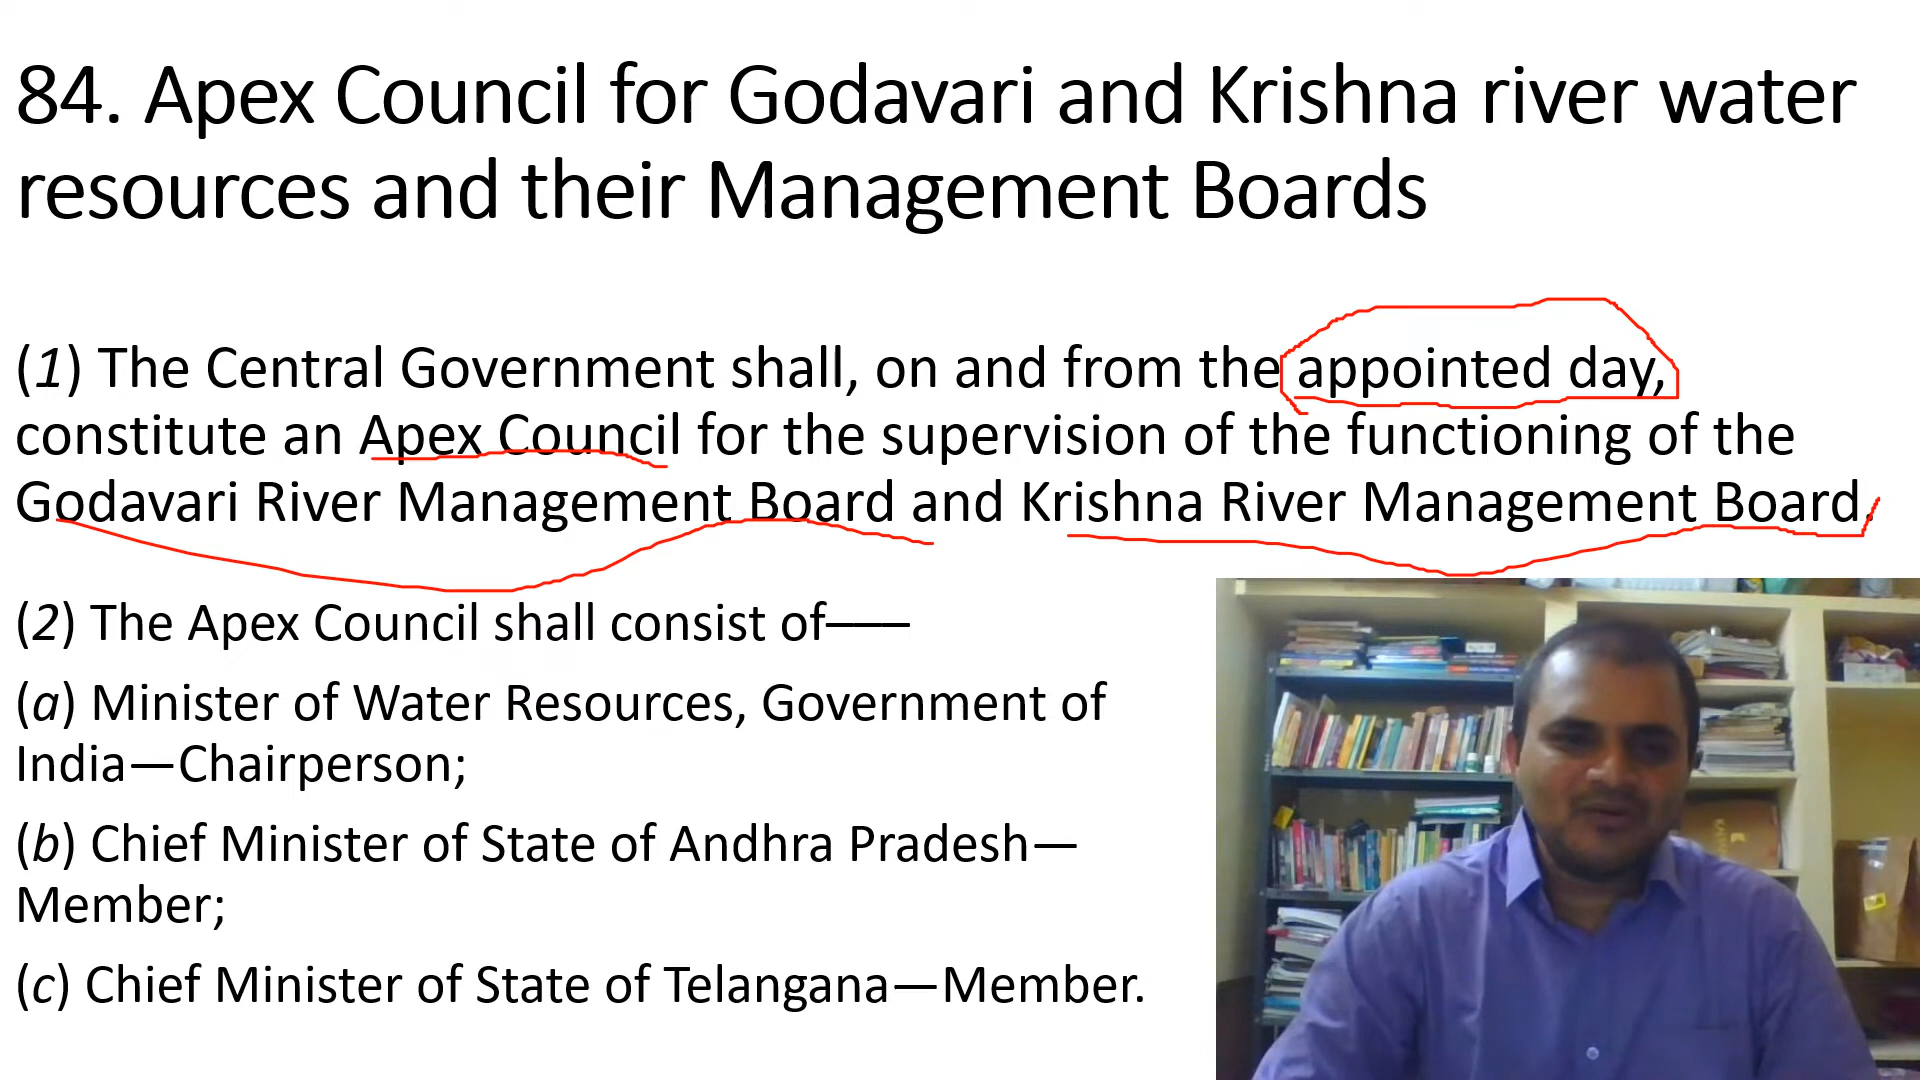 84. Apex Council for Godavari and Krishna river water
resources and their Management Boards
(1) The Central Government shall, on and from the appointed day,
constitute an Apex Council for the supervision of the functioning of the
Godavari River Management Board and Krishna River Management Board.
(2) The Apex Council shall consist of–––
(a) Minister of Water Resources, Government of
India—Chairperson;
(b) Chief Minister of State of Andhra Pradesh—
Member;
(c) Chief Minister of State of Telangana—Member.